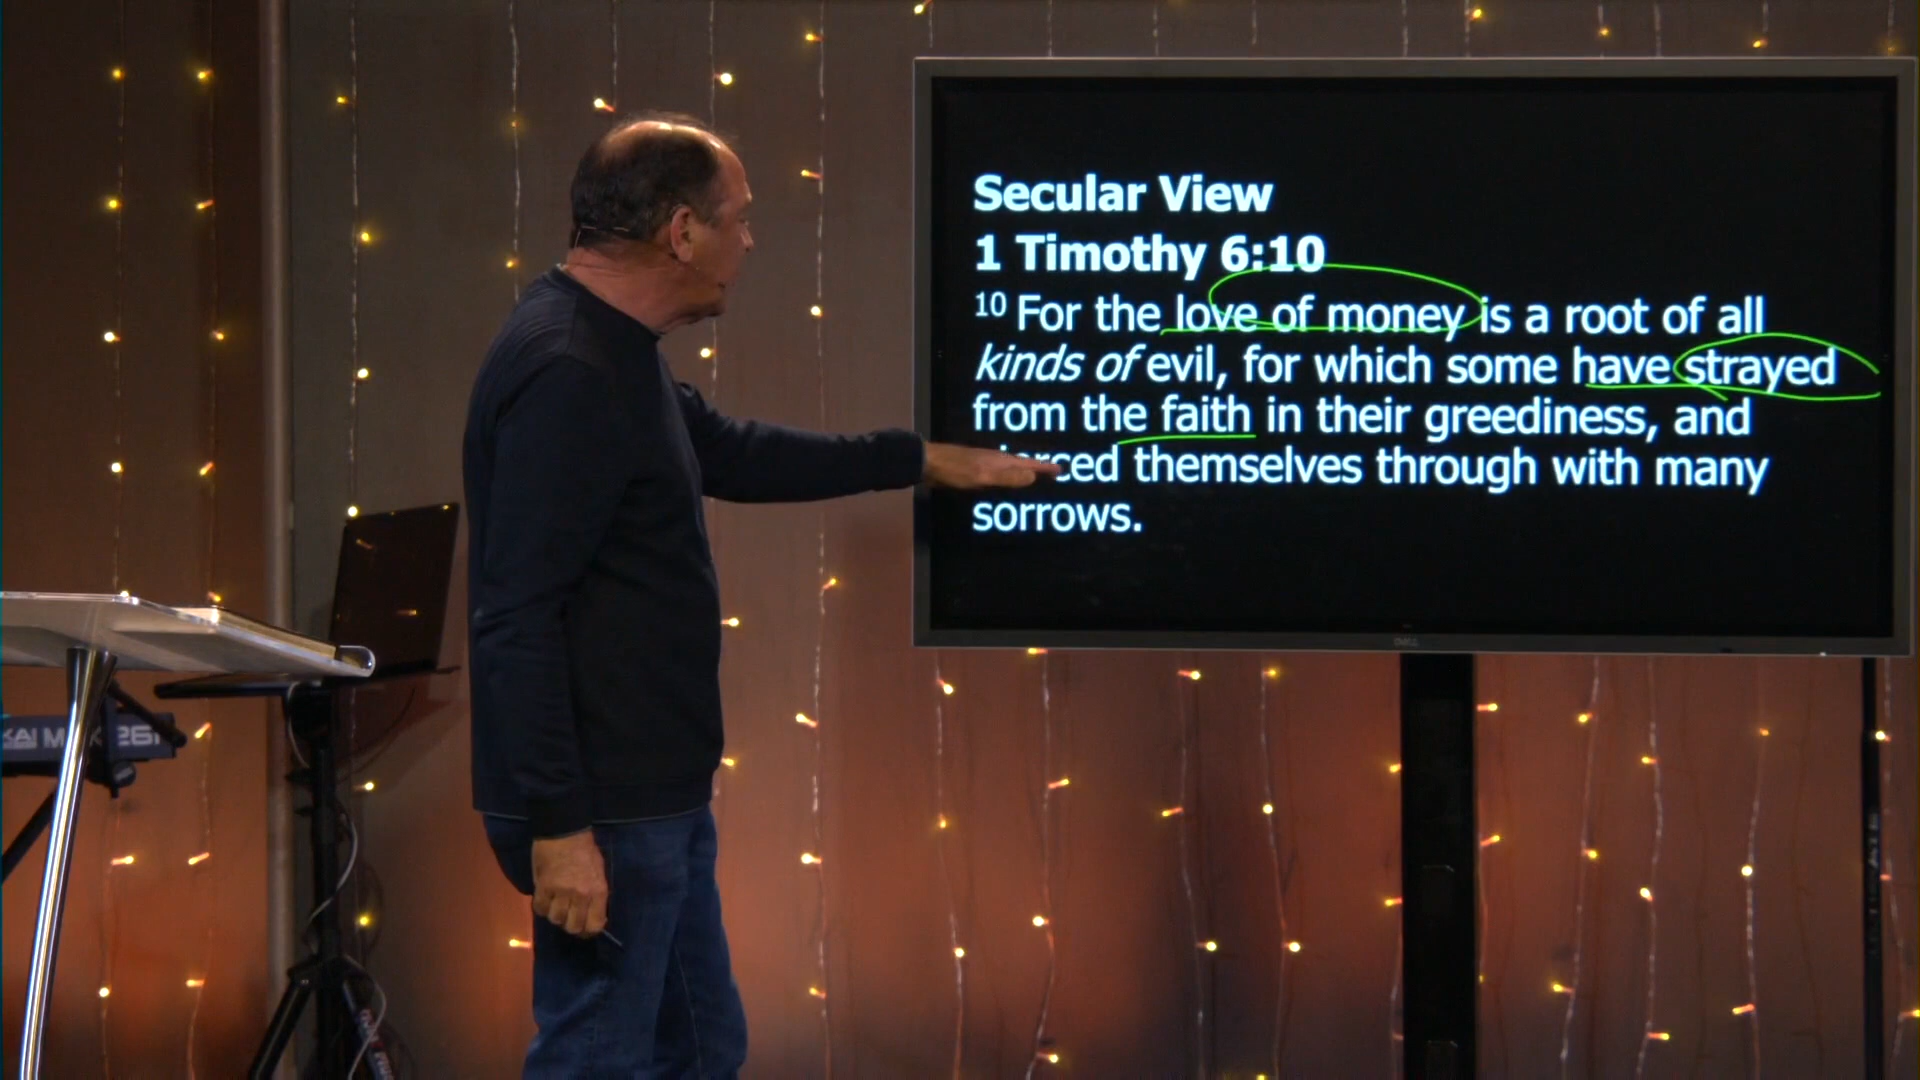 Secular View
1 Timothy 6:10
10 For the love of money is a root of all
kinds of evil, for which some have strayed
from the faith in their greediness, and
themselves through with many
sorrows.
DELL